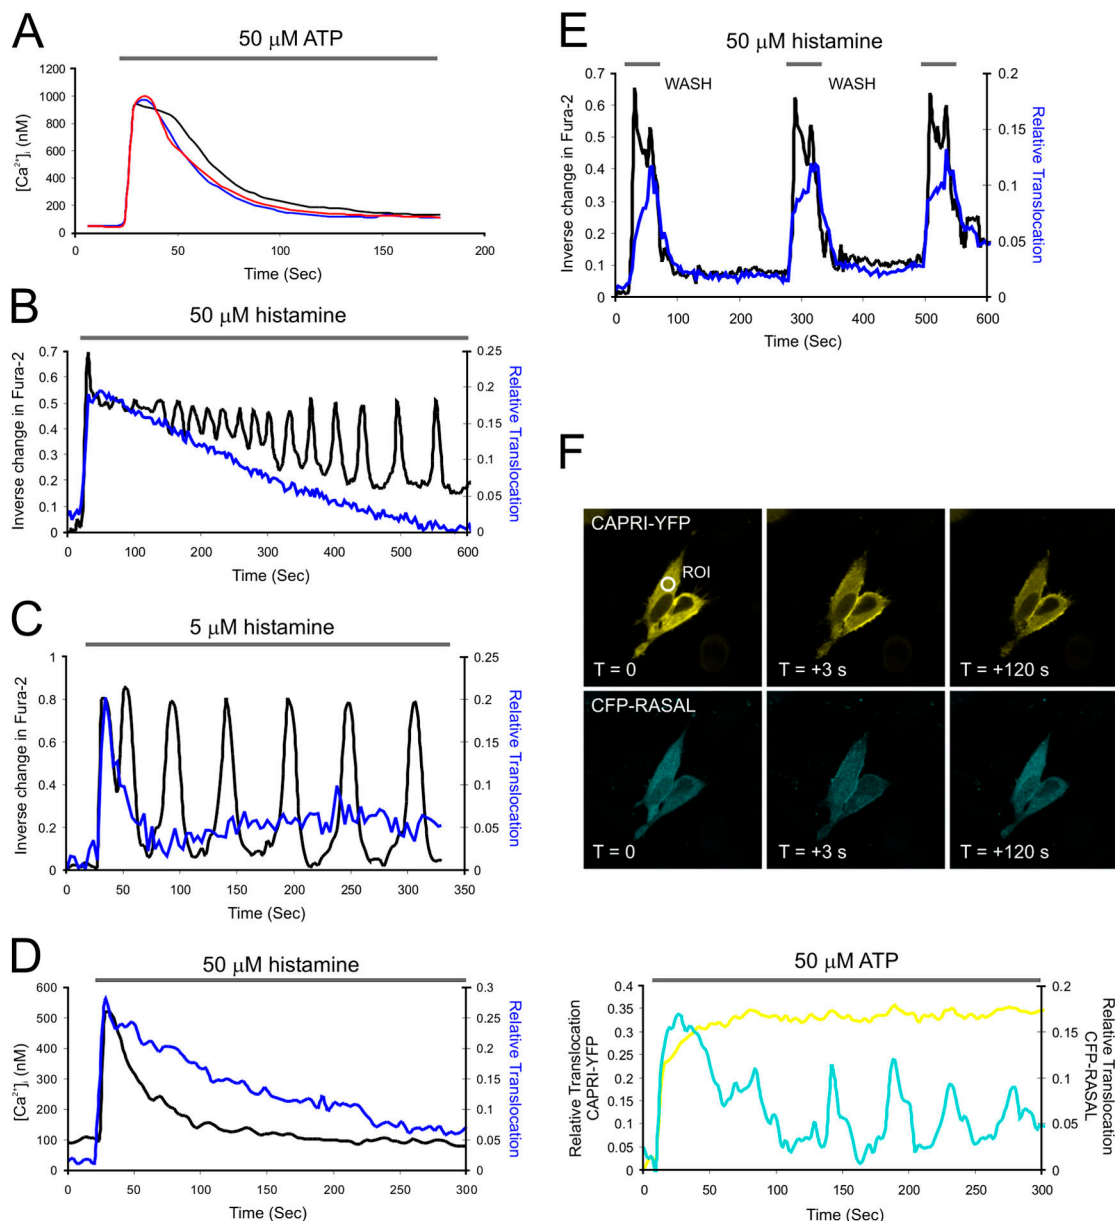 A
50 μM ATP
[Ca²⁺]ᵢ (nM)
1200
1000
800
600
400
200
0
0 50 100 150 200
Time (Sec)
B
50 μM histamine
Inverse change in Fura-2
0.7
0.6
0.5
0.4
0.3
0.2
0.1
0
0.25
0.2
0.15
0.1
0.05
0
Relative Translocation
0 100 200 300 400 500 600
Time (Sec)
C
5 μM histamine
Inverse change in Fura-2
1
0.8
0.6
0.4
0.2
0
0.25
0.2
0.15
0.1
0.05
0
Relative Translocation
0 50 100 150 200 250 300 350
Time (Sec)
D
50 μM histamine
[Ca²⁺]ᵢ (nM)
600
500
400
300
200
100
0
0.3
0.25
0.2
0.15
0.1
0.05
0
Relative Translocation
0 50 100 150 200 250 300
Time (Sec)
E
50 μM histamine
WASH WASH
Inverse change in Fura-2
0.7
0.6
0.5
0.4
0.3
0.2
0.1
0
0.2
0.15
0.1
0.05
0
Relative Translocation
0 100 200 300 400 500 600
Time (Sec)
F
CAPRI-YFP
ROI
T = 0 T = +3 s T = +120 s
CFP-RASAL
T = 0 T = +3 s T = +120 s
50 μM ATP
Relative Translocation
CAPRI-YFP
0.4
0.35
0.3
0.25
0.2
0.15
0.1
0.05
0
0.2
0.15
0.1
0.05
0
Relative Translocation
CFP-RASAL
0 50 100 150 200 250 300
Time (Sec)